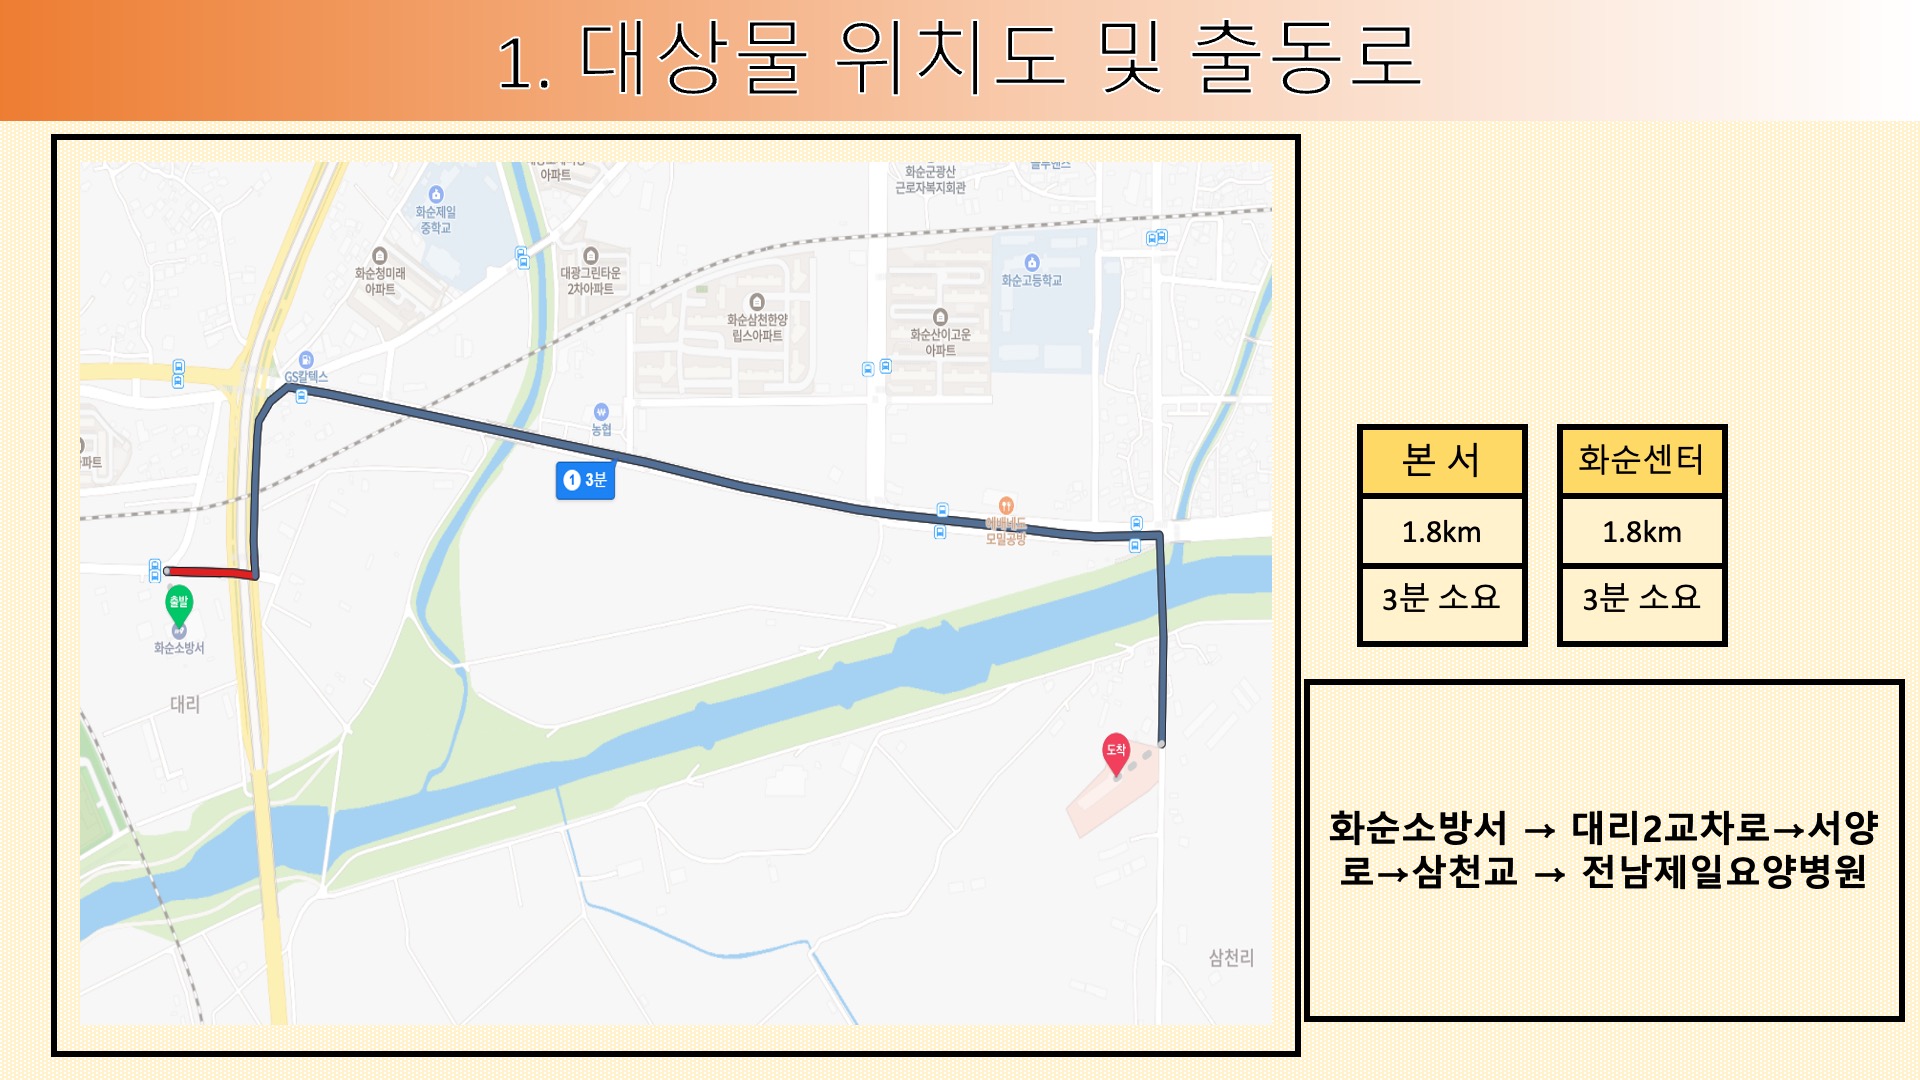 1. 대상물 위치도 및 출동로
아파트
화순군광산
근로자복지회관
화순제일
중학교
화순청미래
아파트
대광그린타운
2차아파트
화순고등학교
화순삼천한양
립스아파트
화순산이고운
아파트
GS칼텍스
농협
파트
1 3분
모밀공방
출발
화순소방서
대리
도착
삼천리
본 서
1.8km
3분 소요
화순센터
1.8km
3분 소요
화순소방서 → 대리2교차로→서양
로→삼천교 → 전남제일요양병원